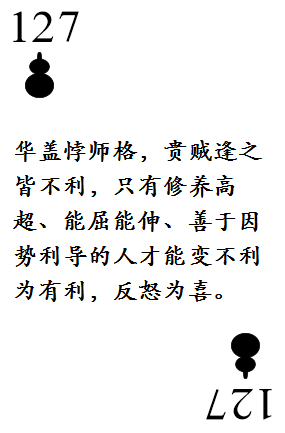 127
华盖悖师格，贵贼逢之
皆不利，只有修养高
超、能屈能伸、善于因
势利导的人才能变不利
为有利，反怒为喜。
127